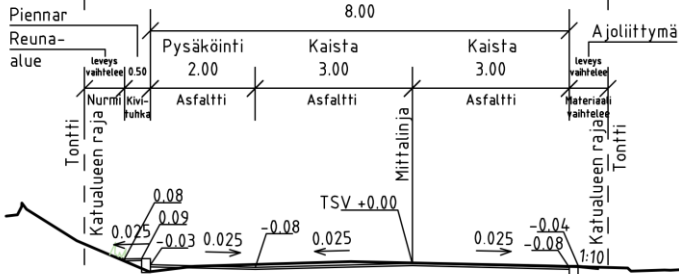 Piennar
8.00
Reuna-
alue
Ajoliittymä
leveys
vaihtelee
0.50
Pysäköinti
2.00
Kaista
3.00
Kaista
3.00
leveys
vaihtelee
Nurmi
Kivi-
tuhka
Asfaltti
Asfaltti
Asfaltti
Materiaali
vaihtelee
Tontti
Katualueen raja
Mittalinja
Katualueen raja
Tontti
0.08
0.09
-0.03
0.025
0.025
-0.08
TSV +0.00
0.025
0.025
-0.04
-0.08
1:10